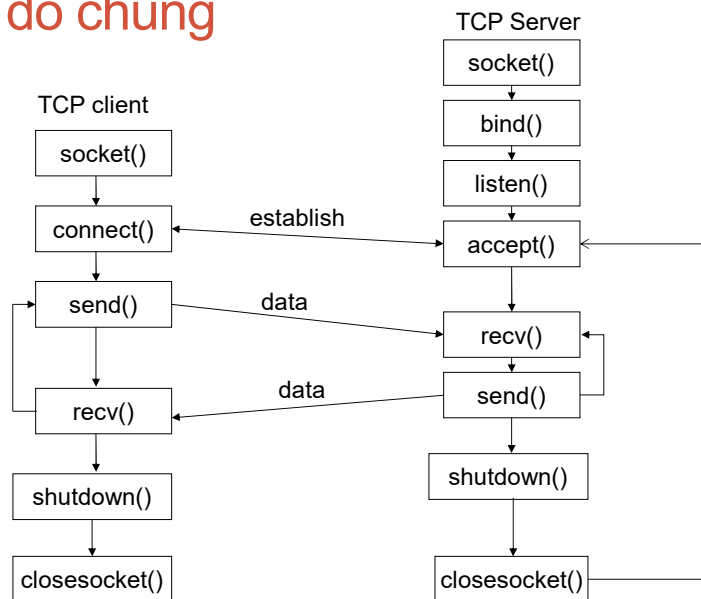 do chung
TCP Server
socket()
bind()
listen()
accept()
recv()
send()
shutdown()
closesocket()
TCP client
socket()
connect()
send()
recv()
shutdown()
closesocket()
establish
data
data